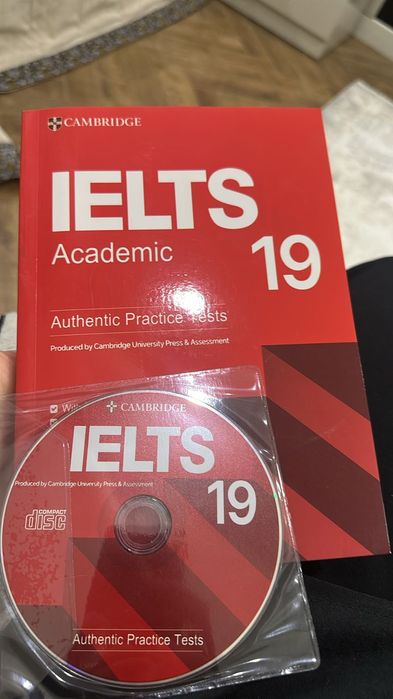 CAMBRIDGE
IELTS
Academic
19
Authentic Practice Tests
Produced by Cambridge University Press & Assessment
CAMBRIDGE
IELTS
Produced by Cambridge University Press & Assessment
19
COMPACT
disc
Authentic Practice Tests